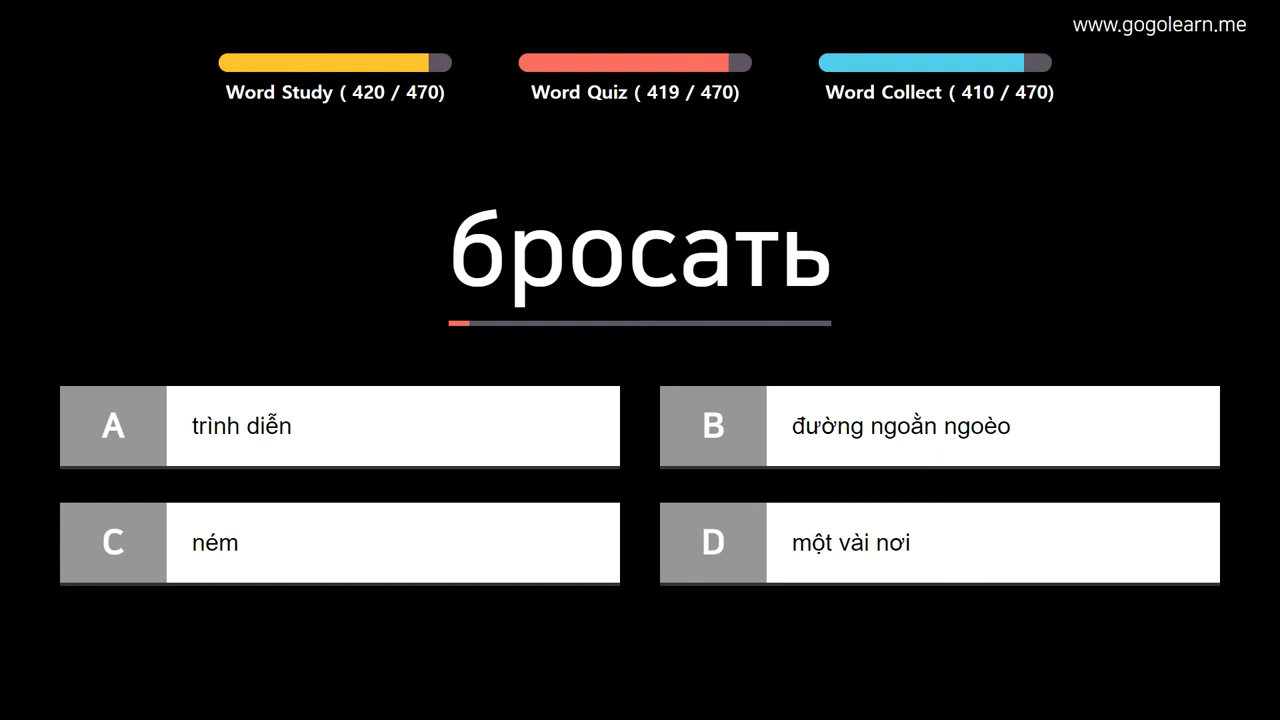 www.gogolearn.me
Word Study ( 420 / 470)
Word Quiz ( 419 / 470)
Word Collect ( 410 / 470)
бросать
A trình diễn
B đường ngoằn ngoèo
C ném
D một vài nơi